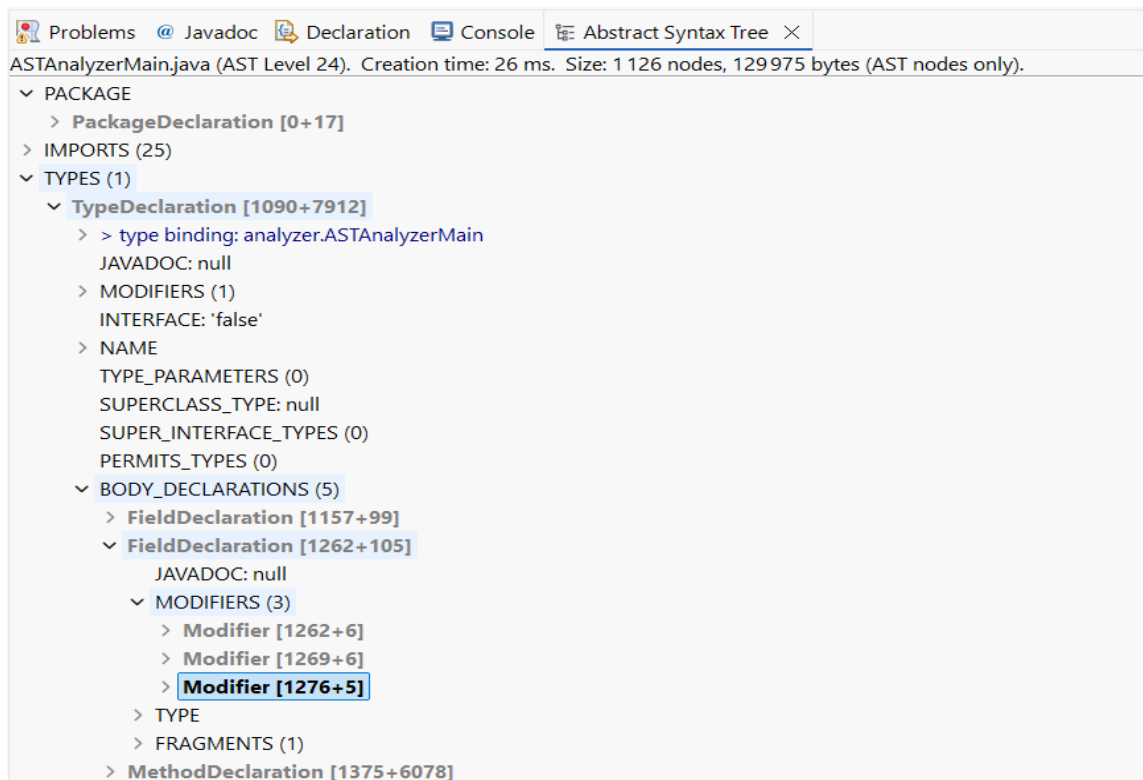 Problems @ Javadoc Declaration Console Abstract Syntax Tree
ASTAnalyzerMain.java (AST Level 24). Creation time: 26 ms. Size: 1 126 nodes, 129 975 bytes (AST nodes only).
PACKAGE
PackageDeclaration [0+17]
IMPORTS (25)
TYPES (1)
TypeDeclaration [1090+7912]
> type binding: analyzer.ASTAnalyzerMain
JAVADOC: null
MODIFIERS (1)
INTERFACE: 'false'
NAME
TYPE_PARAMETERS (0)
SUPERCLASS_TYPE: null
SUPER_INTERFACE_TYPES (0)
PERMITS_TYPES (0)
BODY_DECLARATIONS (5)
FieldDeclaration [1157+99]
FieldDeclaration [1262+105]
JAVADOC: null
MODIFIERS (3)
Modifier [1262+6]
Modifier [1269+6]
Modifier [1276+5]
TYPE
FRAGMENTS (1)
MethodDeclaration [1375+6078]